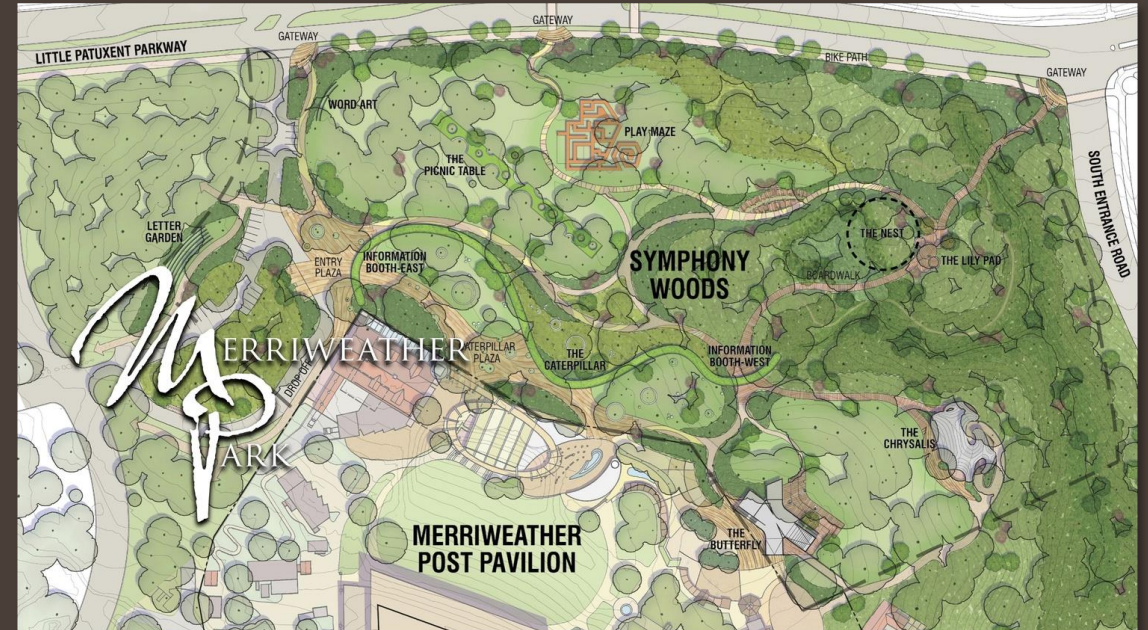 GATEWAY
GATEWAY
LITTLE PATUXENT PARKWAY
BIKE PATH
GATEWAY
WORD ART
PLAY MAZE
THE
PICNIC TABLE
SOUTH ENTRANCE ROAD
LETTER
GARDEN
THE NEST
ENTRY
PLAZA
INFORMATION
BOOTH-EAST
SYMPHONY
WOODS
THE LILY PAD
BOARDWALK
MERRIWEATHER
PARK
DROP OFF
CATERPILLAR
PLAZA
THE
CATERPILLAR
INFORMATION
BOOTH-WEST
THE
CHRYSALIS
MERRIWEATHER
POST PAVILION
THE
BUTTERFLY